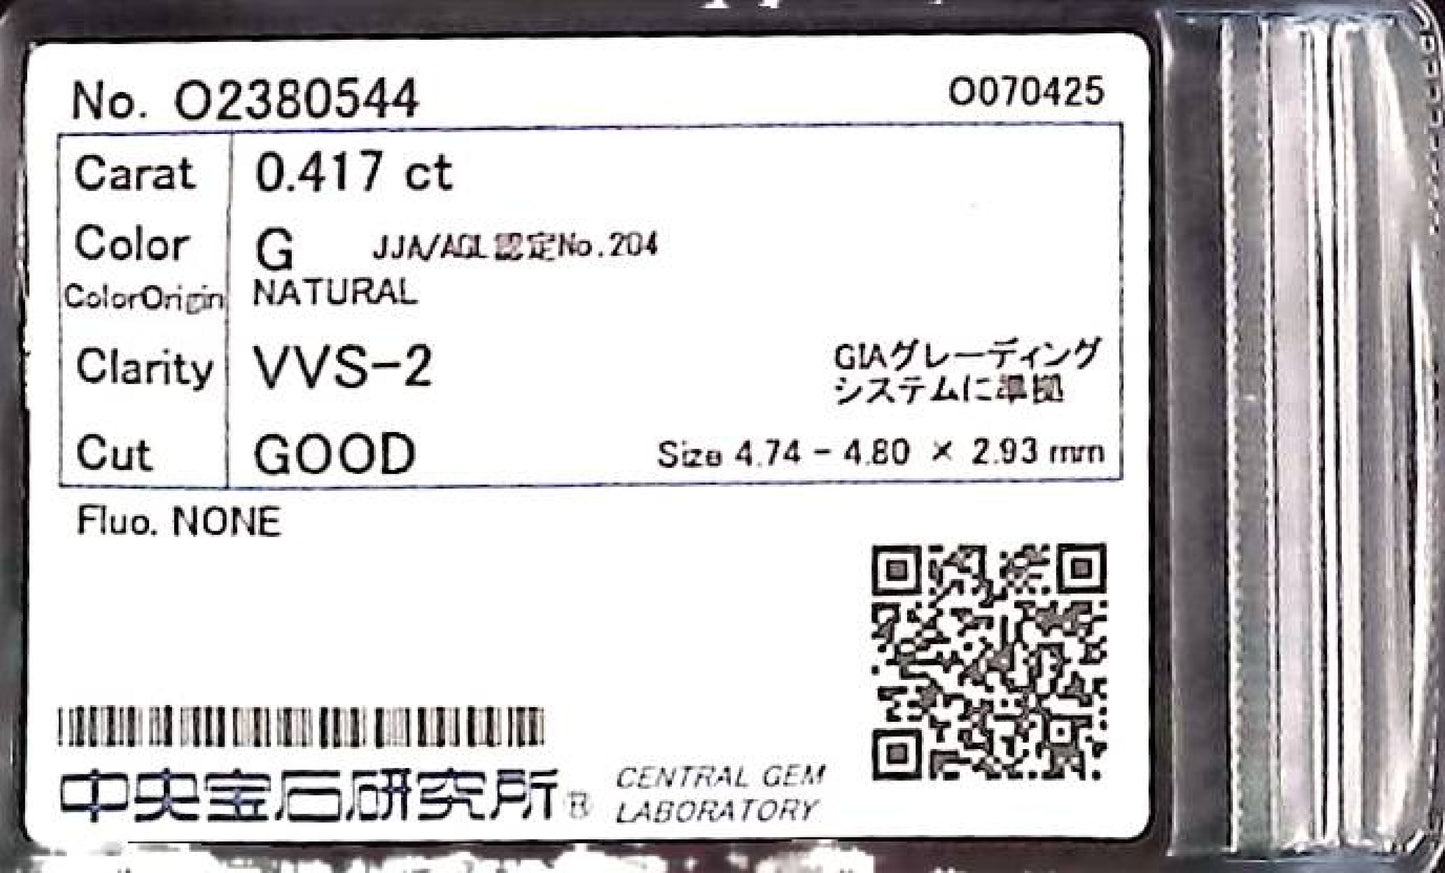 No. O2380544 O070425
Carat 0.417 ct
Color G JJA/AGL認定No.204
ColorOrigin NATURAL
Clarity VVS-2 GIAグレーディング
システムに準拠
Cut GOOD Size 4.74 - 4.80 × 2.93 mm
Fluo. NONE
中央宝石研究所® CENTRAL GEM
LABORATORY